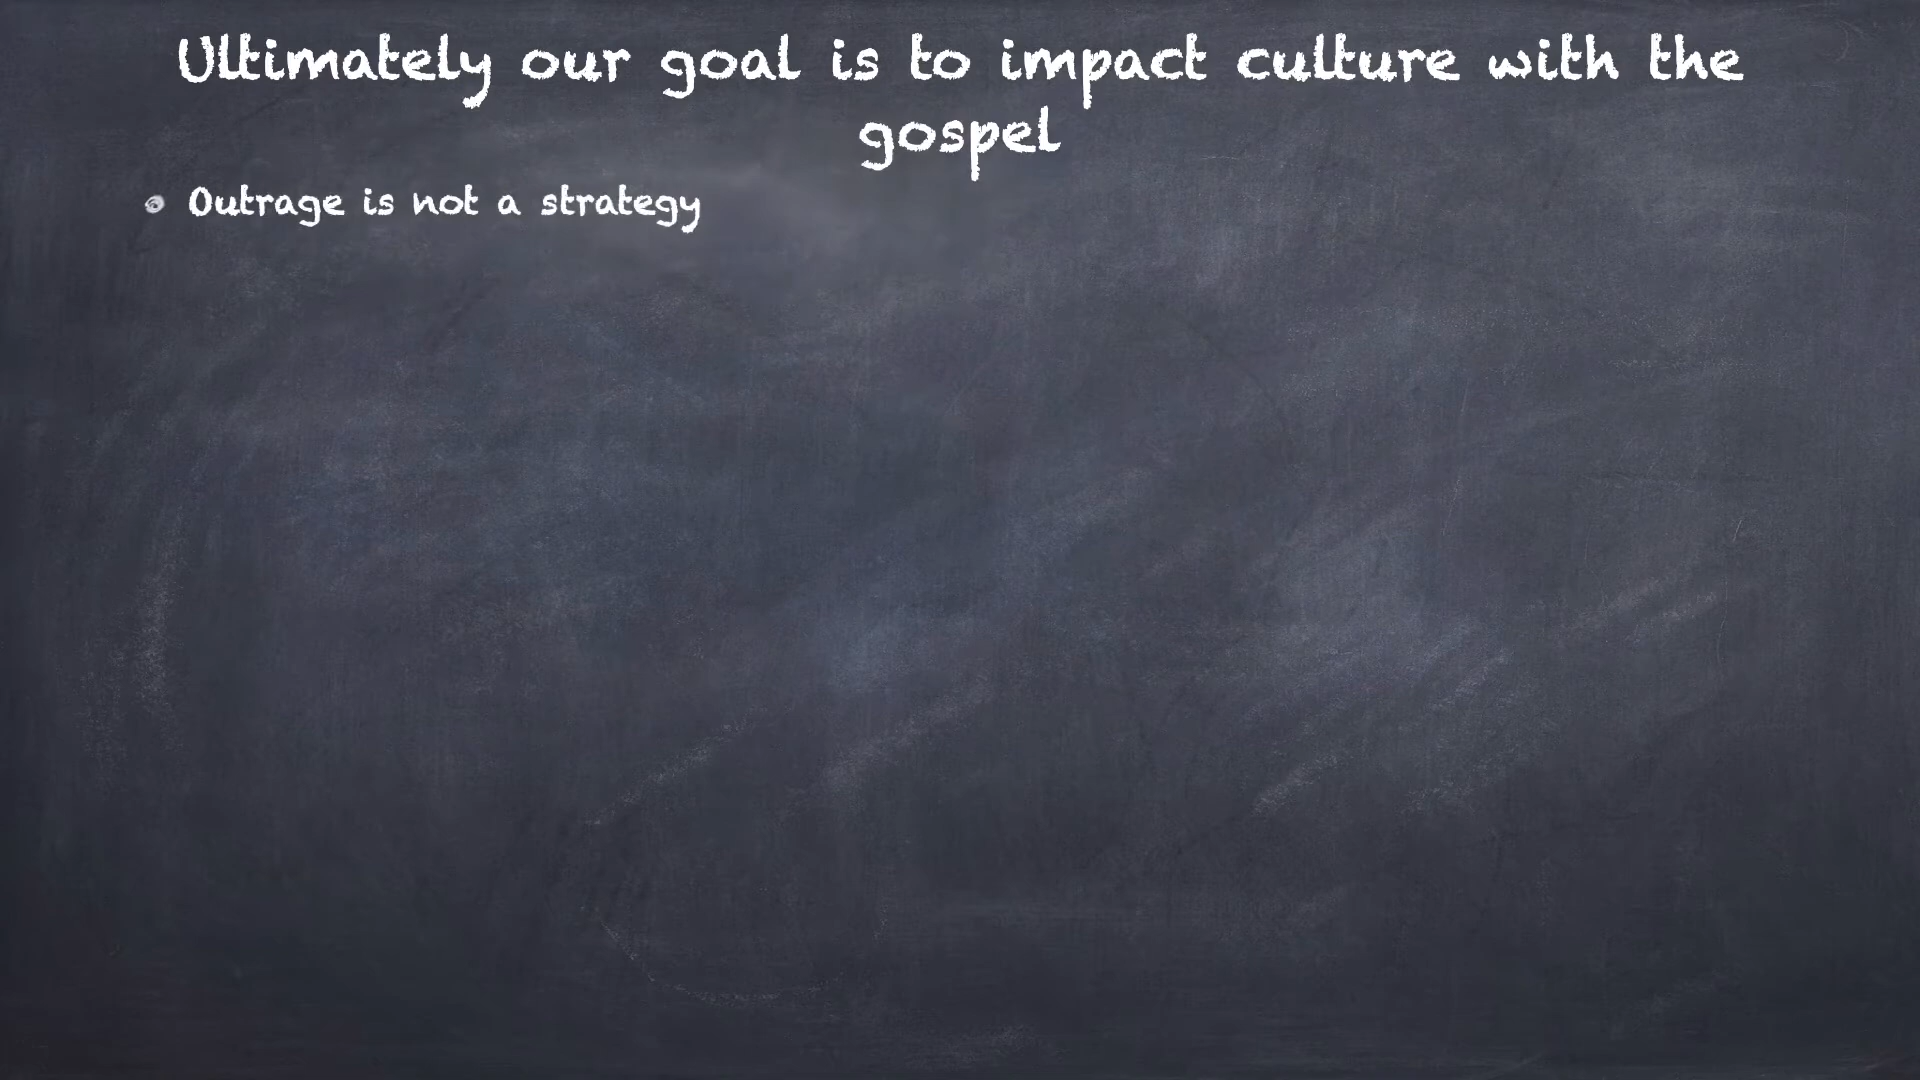 Ultimately our goal is to impact culture with the
gospel
Outrage is not a strategy